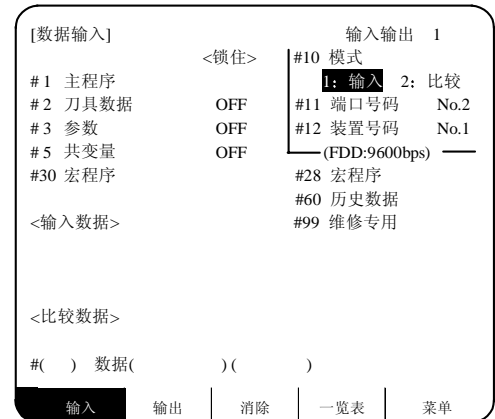 [数据输入] 输入输出 1
<锁住> #10 模式
#1 主程序 1：输入 2：比较
#2 刀具数据 OFF #11 端口号码 No.2
#3 参数 OFF #12 装置号码 No.1
#5 共变量 OFF (FDD:9600bps)
#30 宏程序 #28 宏程序
#60 历史数据
<输入数据> #99 维修专用
<比较数据>
#( ) 数据( ) ( )
输入 输出 消除 一览表 菜单